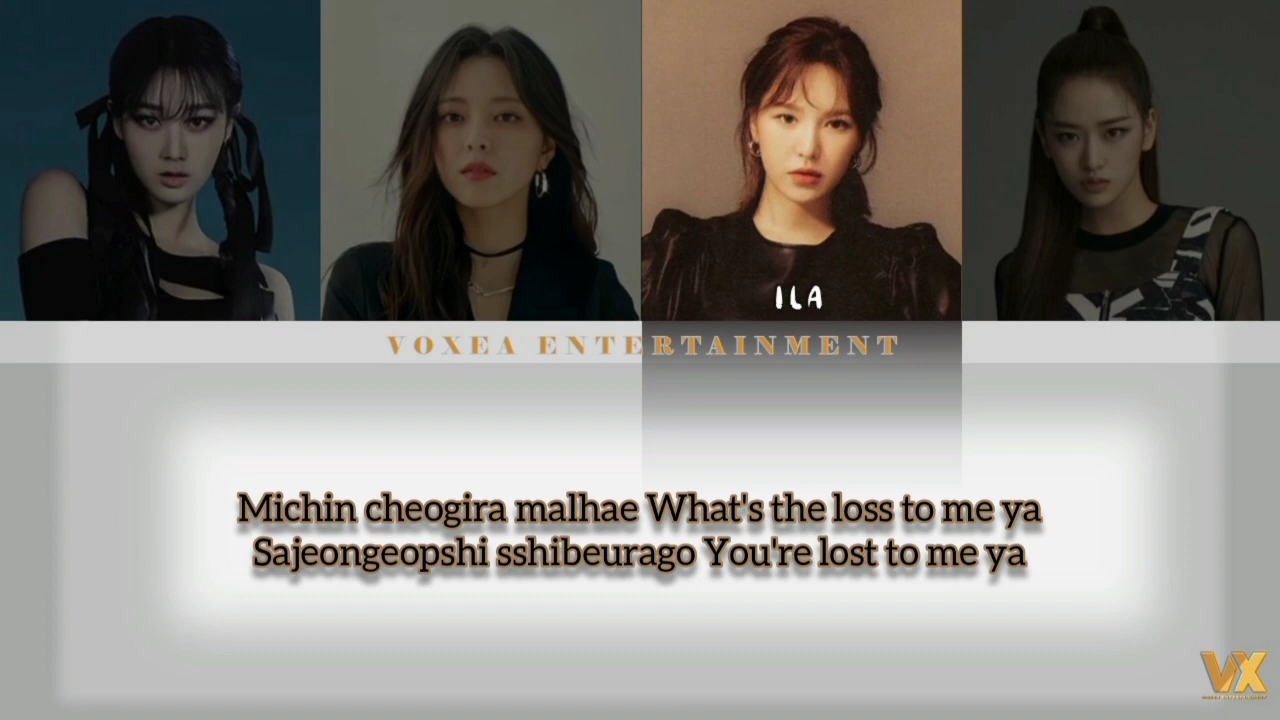 ILA
VOXEA ENTERTAINMENT
Michin cheogira malhae What's the loss to me ya
Sajeongeopshi sshibeurago You're lost to me ya
VX